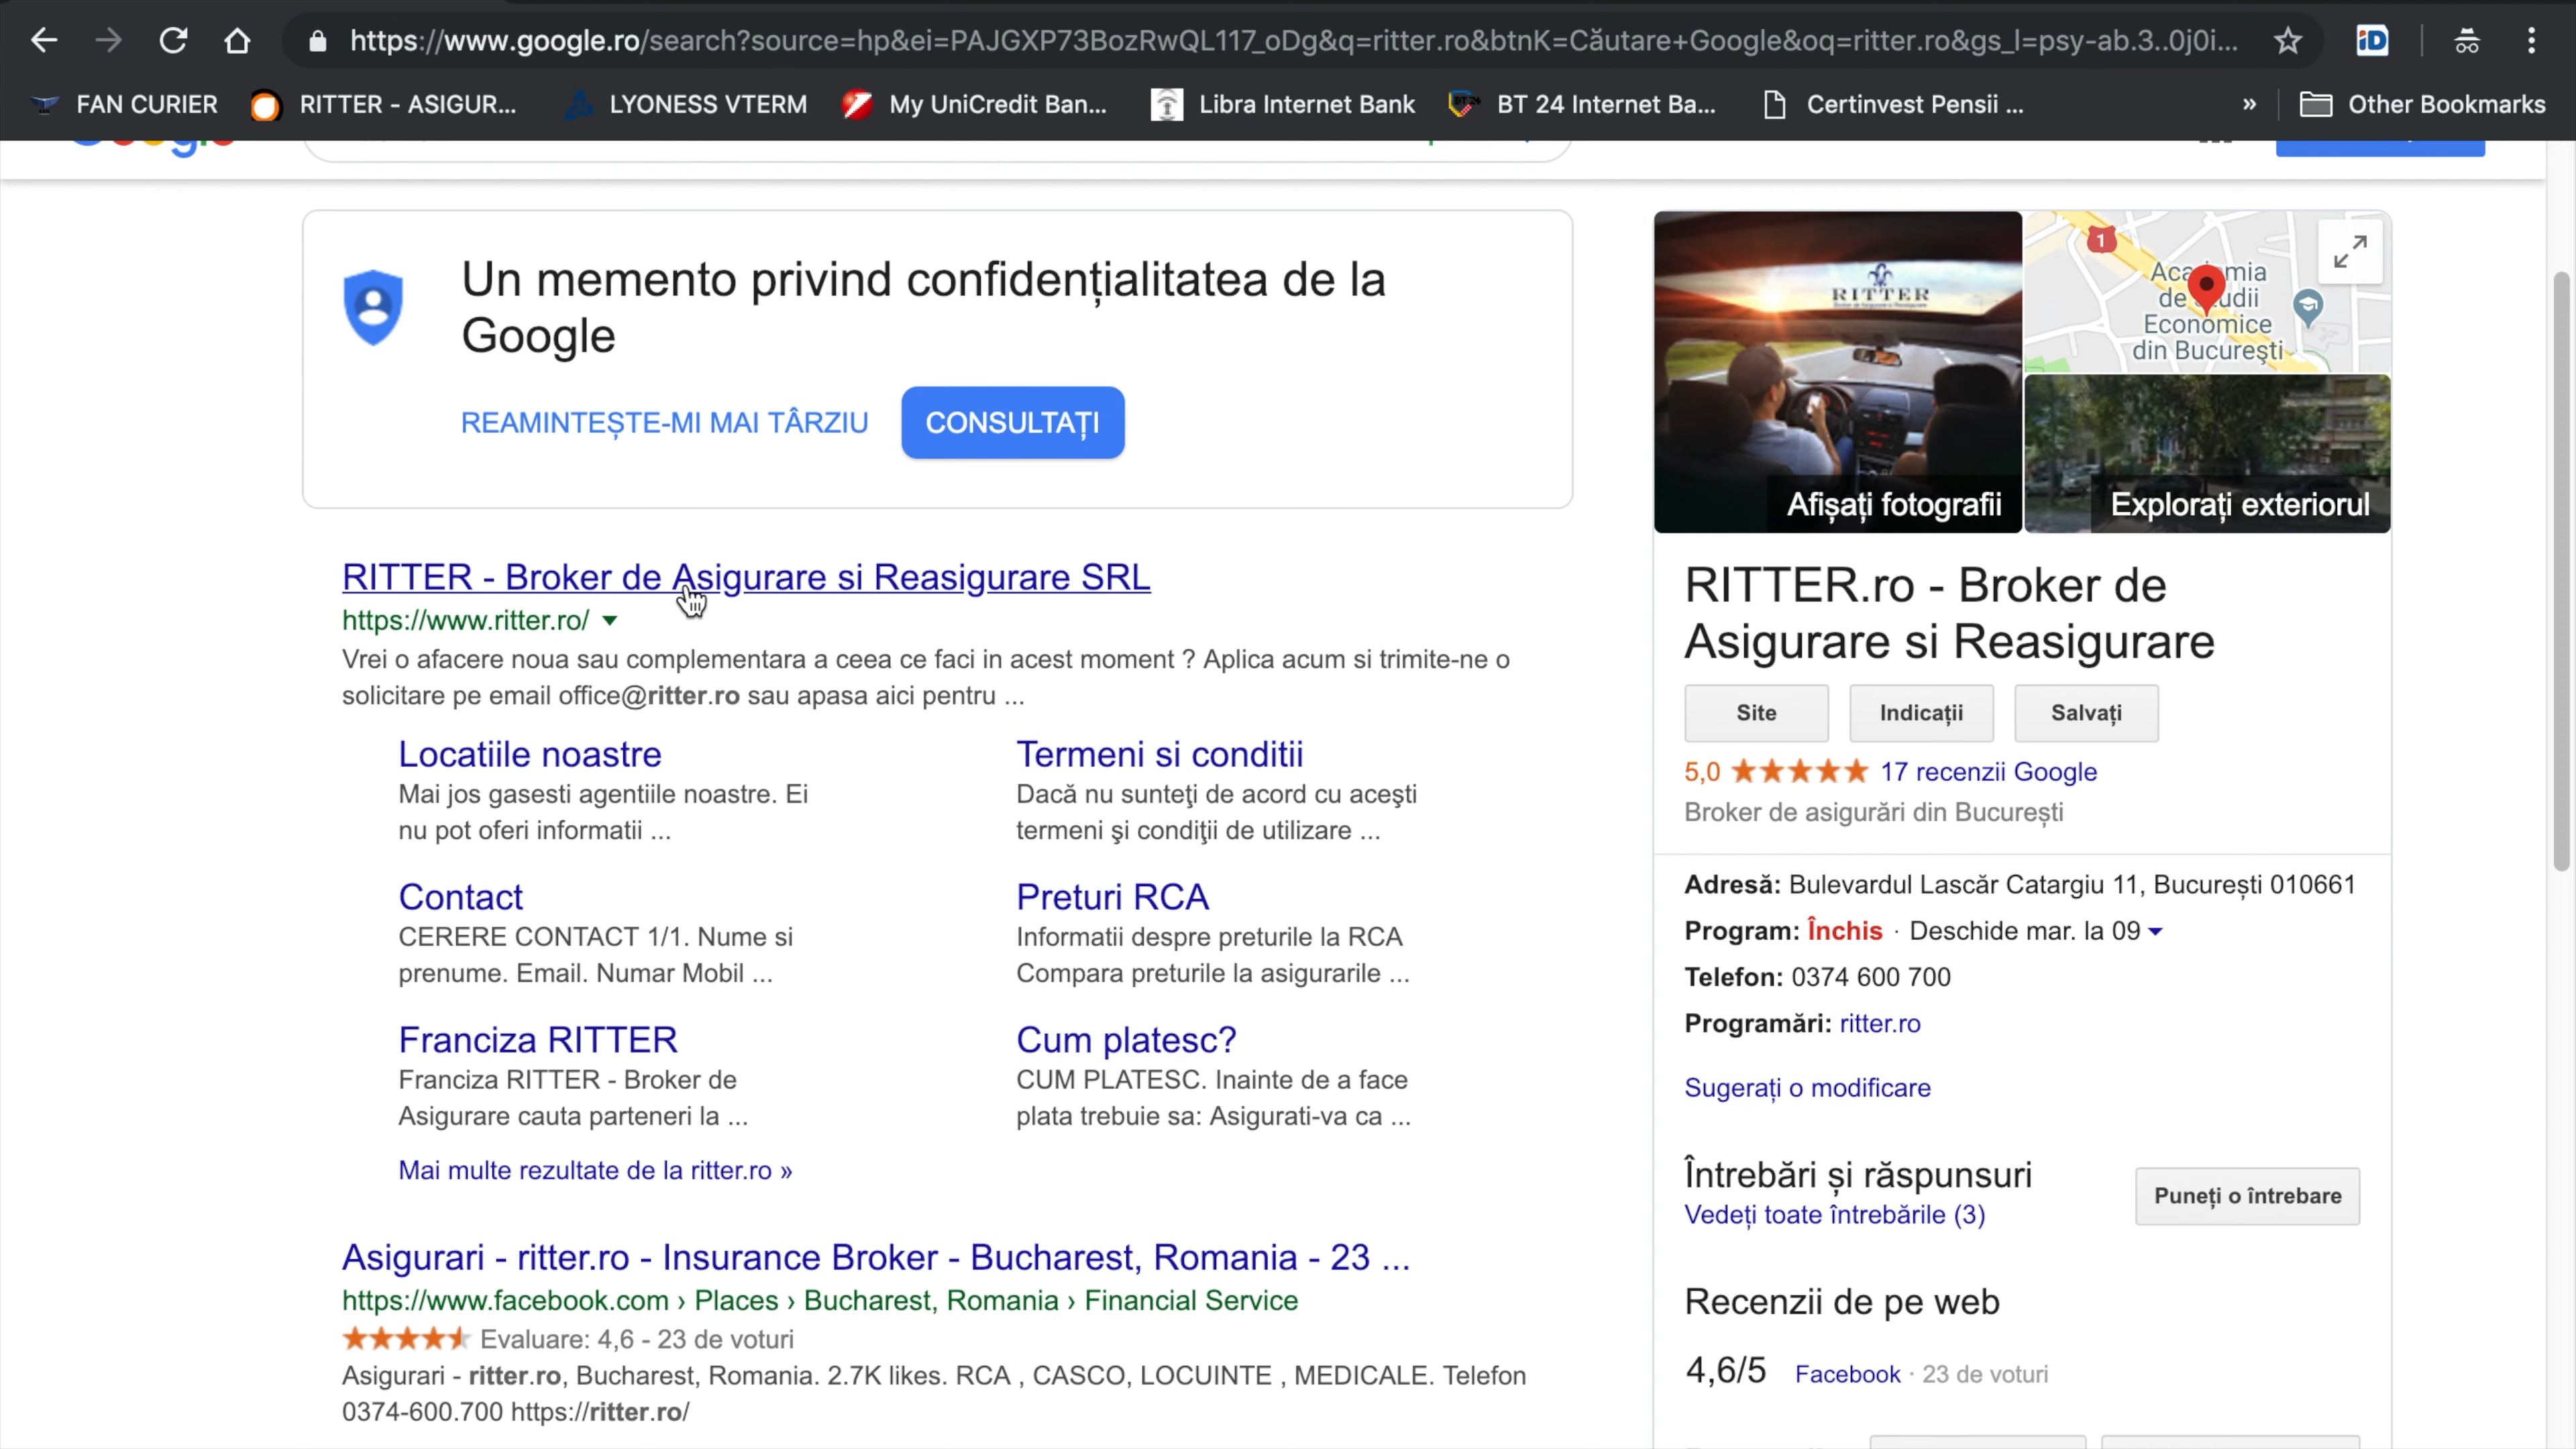 https://www.google.ro/search?source=hp&ei=PAJGXP73BozRwQL117_oDg&q=ritter.ro&btnK=Căutare+Google&oq=ritter.ro&gs_l=psy-ab.3..0j0i...
FAN CURIER
RITTER - ASIGUR...
LYONESS VTERM
My UniCredit Ban...
Libra Internet Bank
BT 24 Internet Ba...
Certinvest Pensii ...
»
Other Bookmarks
Un memento privind confidențialitatea de la
Google
REAMINTEȘTE-MI MAI TÂRZIU
CONSULTAȚI
RITTER - Broker de Asigurare si Reasigurare SRL
https://www.ritter.ro/
Vrei o afacere noua sau complementara a ceea ce faci in acest moment ? Aplica acum si trimite-ne o
solicitare pe email office@ritter.ro sau apasa aici pentru ...
Locatiile noastre
Mai jos gasesti agentiile noastre. Ei
nu pot oferi informatii ...
Termeni si conditii
Dacă nu sunteţi de acord cu aceşti
termeni şi condiţii de utilizare ...
Contact
CERERE CONTACT 1/1. Nume si
prenume. Email. Numar Mobil ...
Preturi RCA
Informatii despre preturile la RCA
Compara preturile la asigurarile ...
Franciza RITTER
Franciza RITTER - Broker de
Asigurare cauta parteneri la ...
Cum platesc?
CUM PLATESC. Inainte de a face
plata trebuie sa: Asigurati-va ca ...
Mai multe rezultate de la ritter.ro »
Asigurari - ritter.ro - Insurance Broker - Bucharest, Romania - 23 ...
https://www.facebook.com › Places › Bucharest, Romania › Financial Service
Evaluare: 4,6 - 23 de voturi
Asigurari - ritter.ro, Bucharest, Romania. 2.7K likes. RCA , CASCO, LOCUINTE , MEDICALE. Telefon
0374-600.700 https://ritter.ro/
RITTER
Afișați fotografii
1
Academia
de Studii
Economice
din Bucureşti
Explorați exteriorul
RITTER.ro - Broker de
Asigurare si Reasigurare
Site
Indicații
Salvați
5,0
17 recenzii Google
Broker de asigurări din București
Adresă: Bulevardul Lascăr Catargiu 11, București 010661
Program: Închis · Deschide mar. la 09
Telefon: 0374 600 700
Programări: ritter.ro
Sugerați o modificare
Întrebări și răspunsuri
Vedeți toate întrebările (3)
Puneți o întrebare
Recenzii de pe web
4,6/5 Facebook · 23 de voturi